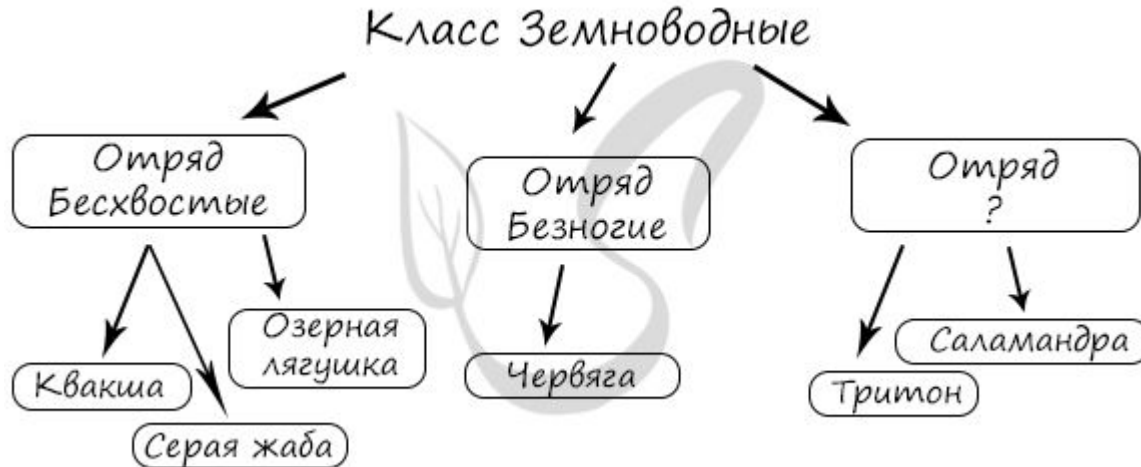 Класс Земноводные
Отряд
Бесхвостые
Отряд
Безногие
Отряд
?
Озерная
лягушка
Саламандра
Квакша
Червяга
Тритон
Серая жаба